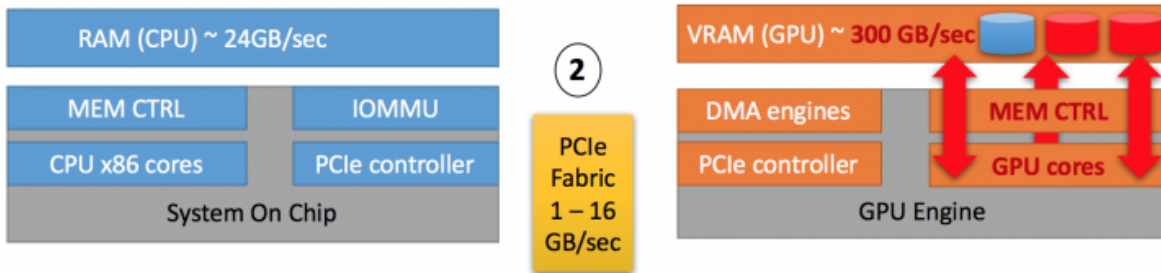 RAM (CPU) ~ 24GB/sec
MEM CTRL
IOMMU
CPU x86 cores
PCIe controller
System On Chip
2
PCIe
Fabric
1 – 16
GB/sec
VRAM (GPU) ~ 300 GB/sec
DMA engines
MEM CTRL
PCIe controller
GPU cores
GPU Engine